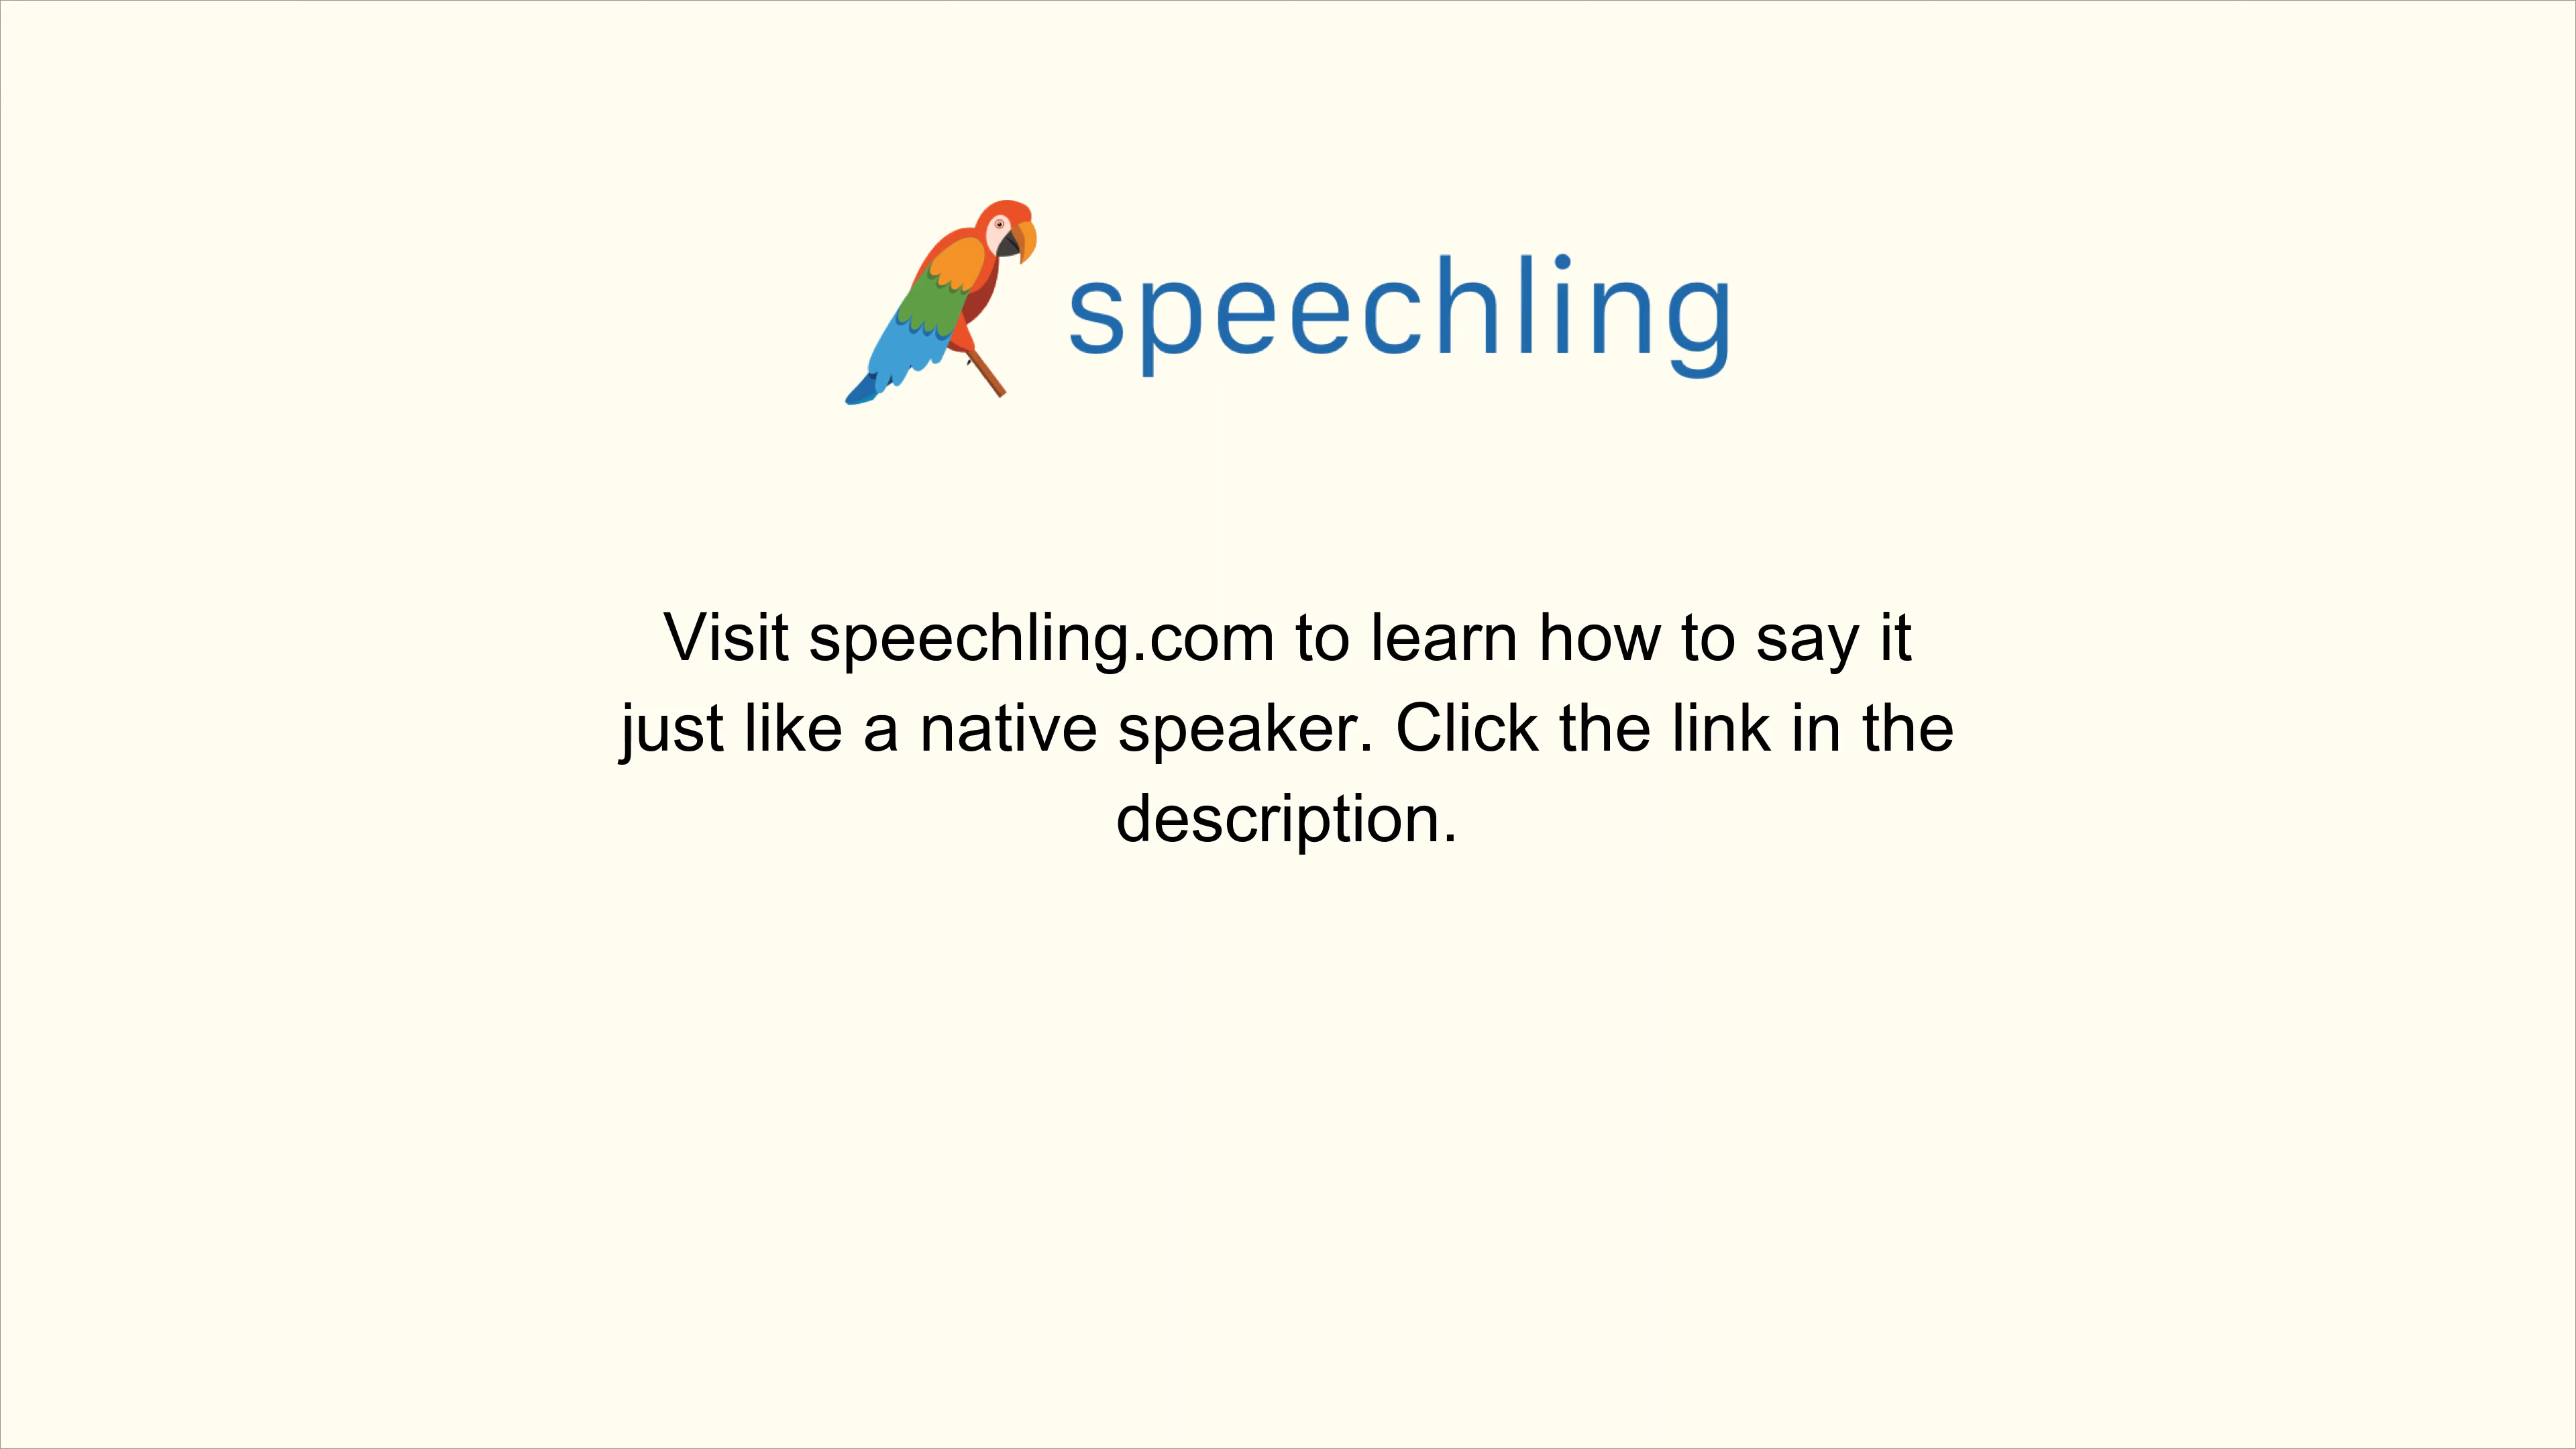 speechling
Visit speechling.com to learn how to say it
just like a native speaker. Click the link in the
description.